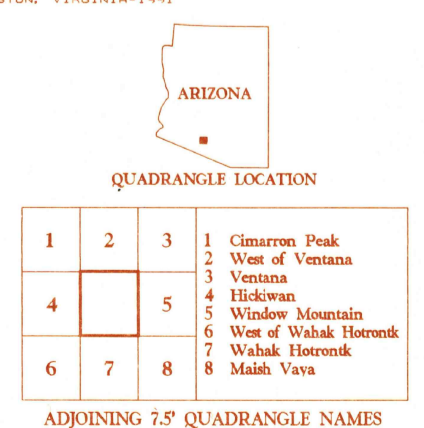 VIRGINIA-1991
ARIZONA
QUADRANGLE LOCATION
1 2 3
4 5
6 7 8
1 Cimarron Peak
2 West of Ventana
3 Ventana
4 Hickiwan
5 Window Mountain
6 West of Wahak Hotrontk
7 Wahak Hotrontk
8 Maish Vaya
ADJOINING 7.5' QUADRANGLE NAMES